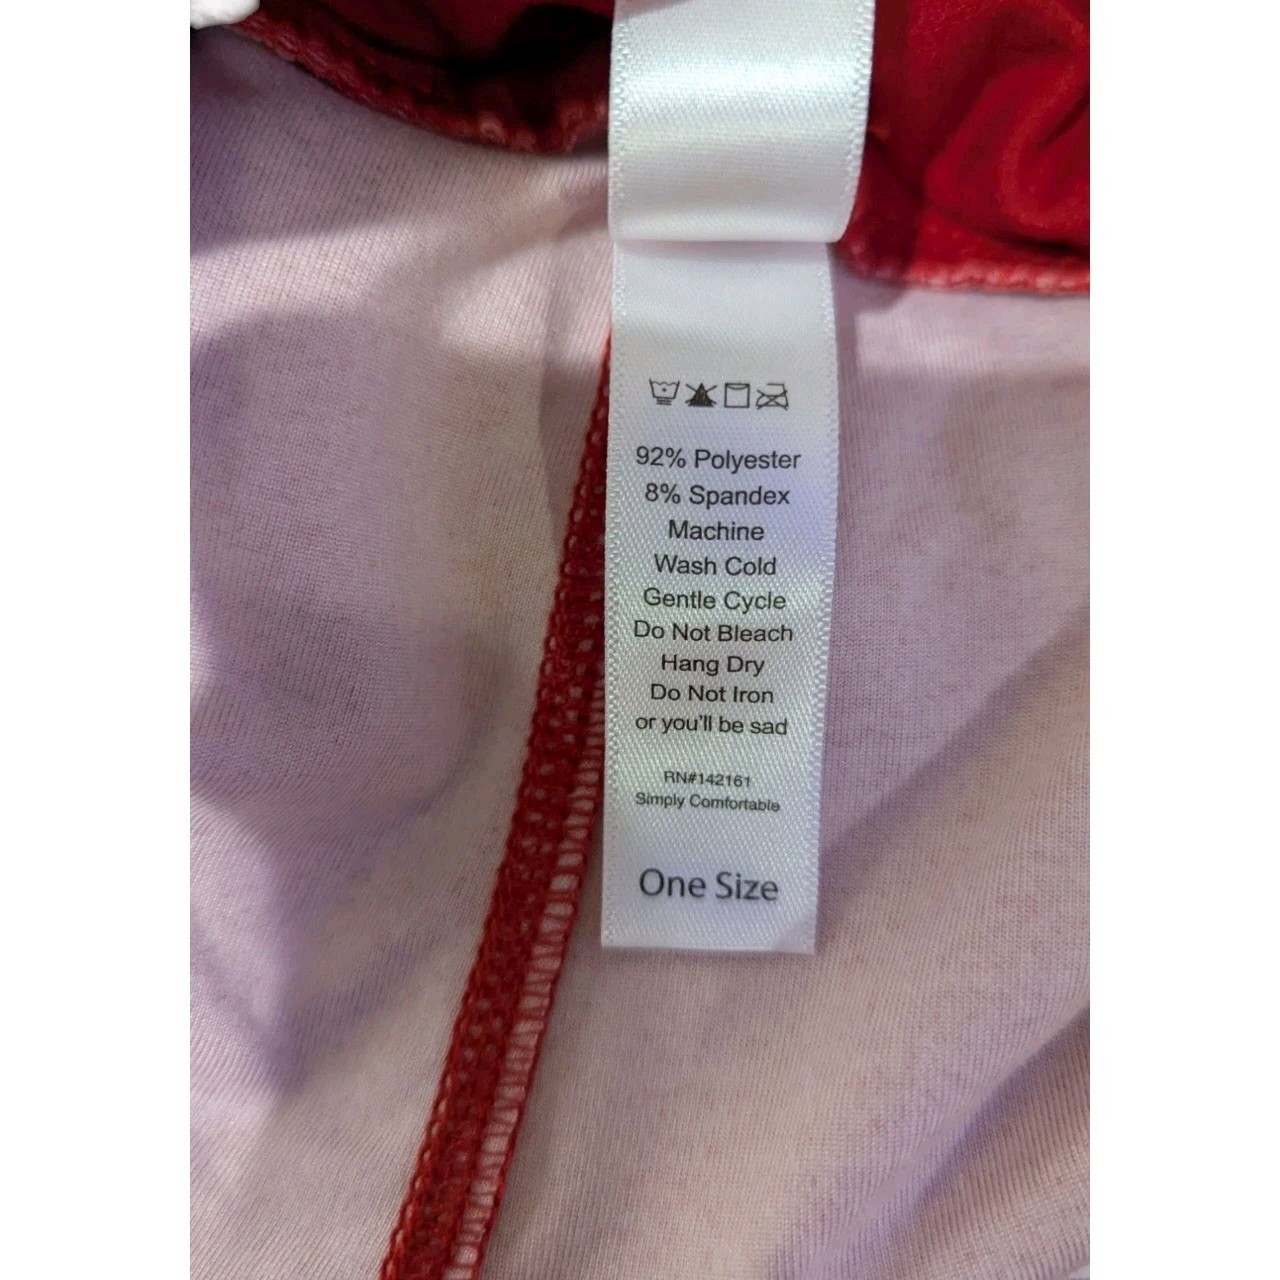 92% Polyester
8% Spandex
Machine
Wash Cold
Gentle Cycle
Do Not Bleach
Hang Dry
Do Not Iron
or you'll be sad
RN#142161
Simply Comfortable
One Size